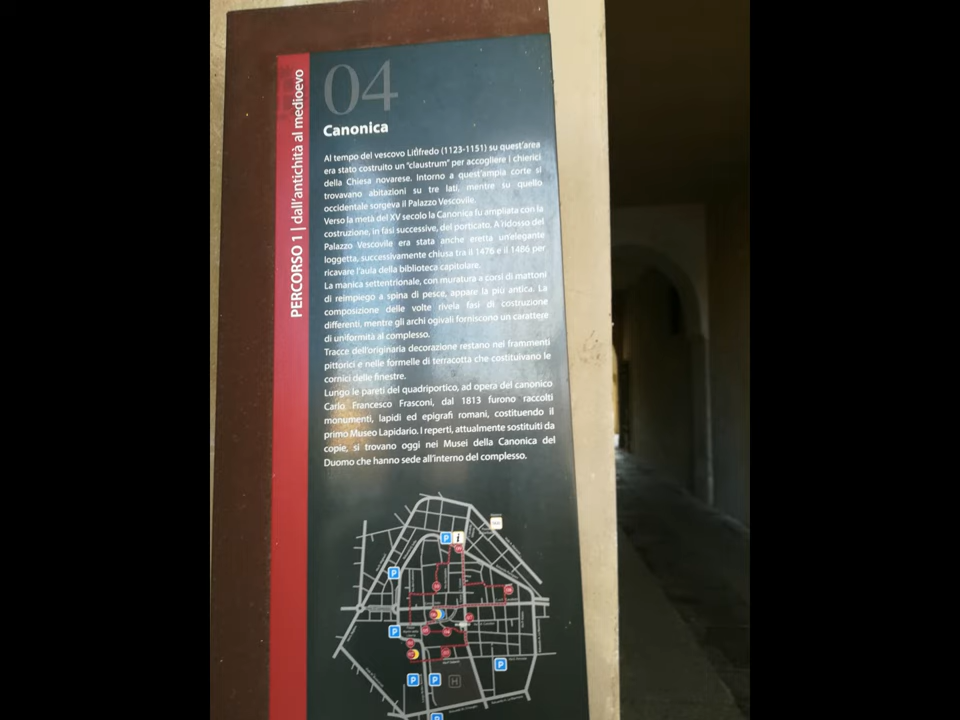 PERCORSO 1 | dall'antichità al medioevo
04
Canonica
Al tempo del vescovo Litifredo (1123-1151) su quest'area
era stato costruito un "claustrum" per accogliere i chierici
della Chiesa novarese. Intorno a quest'ampia corte si
trovavano abitazioni su tre lati, mentre su quello
occidentale sorgeva il Palazzo Vescovile.
Verso la metà del XV secolo la Canonica fu ampliata con la
costruzione, in fasi successive, del porticato. A ridosso del
Palazzo Vescovile era stata anche eretta un'elegante
loggetta, successivamente chiusa tra il 1476 e il 1486 per
ricavare l'aula della biblioteca capitolare.
La manica settentrionale, con muratura a corsi di mattoni
di reimpiego a spina di pesce, appare la più antica. La
composizione delle volte rivela fasi di costruzione
differenti, mentre gli archi ogivali forniscono un carattere
di uniformità al complesso.
Tracce dell'originaria decorazione restano nei frammenti
pittorici e nelle formelle di terracotta che costituivano le
cornici delle finestre.
Lungo le pareti del quadriportico, ad opera del canonico
Carlo Francesco Frasconi, dal 1813 furono raccolti
monumenti, lapidi ed epigrafi romani, costituendo il
primo Museo Lapidario. I reperti, attualmente sostituiti da
copie, si trovano oggi nei Musei della Canonica del
Duomo che hanno sede all'interno del complesso.
P
i
P
P
P
P
P
H
P